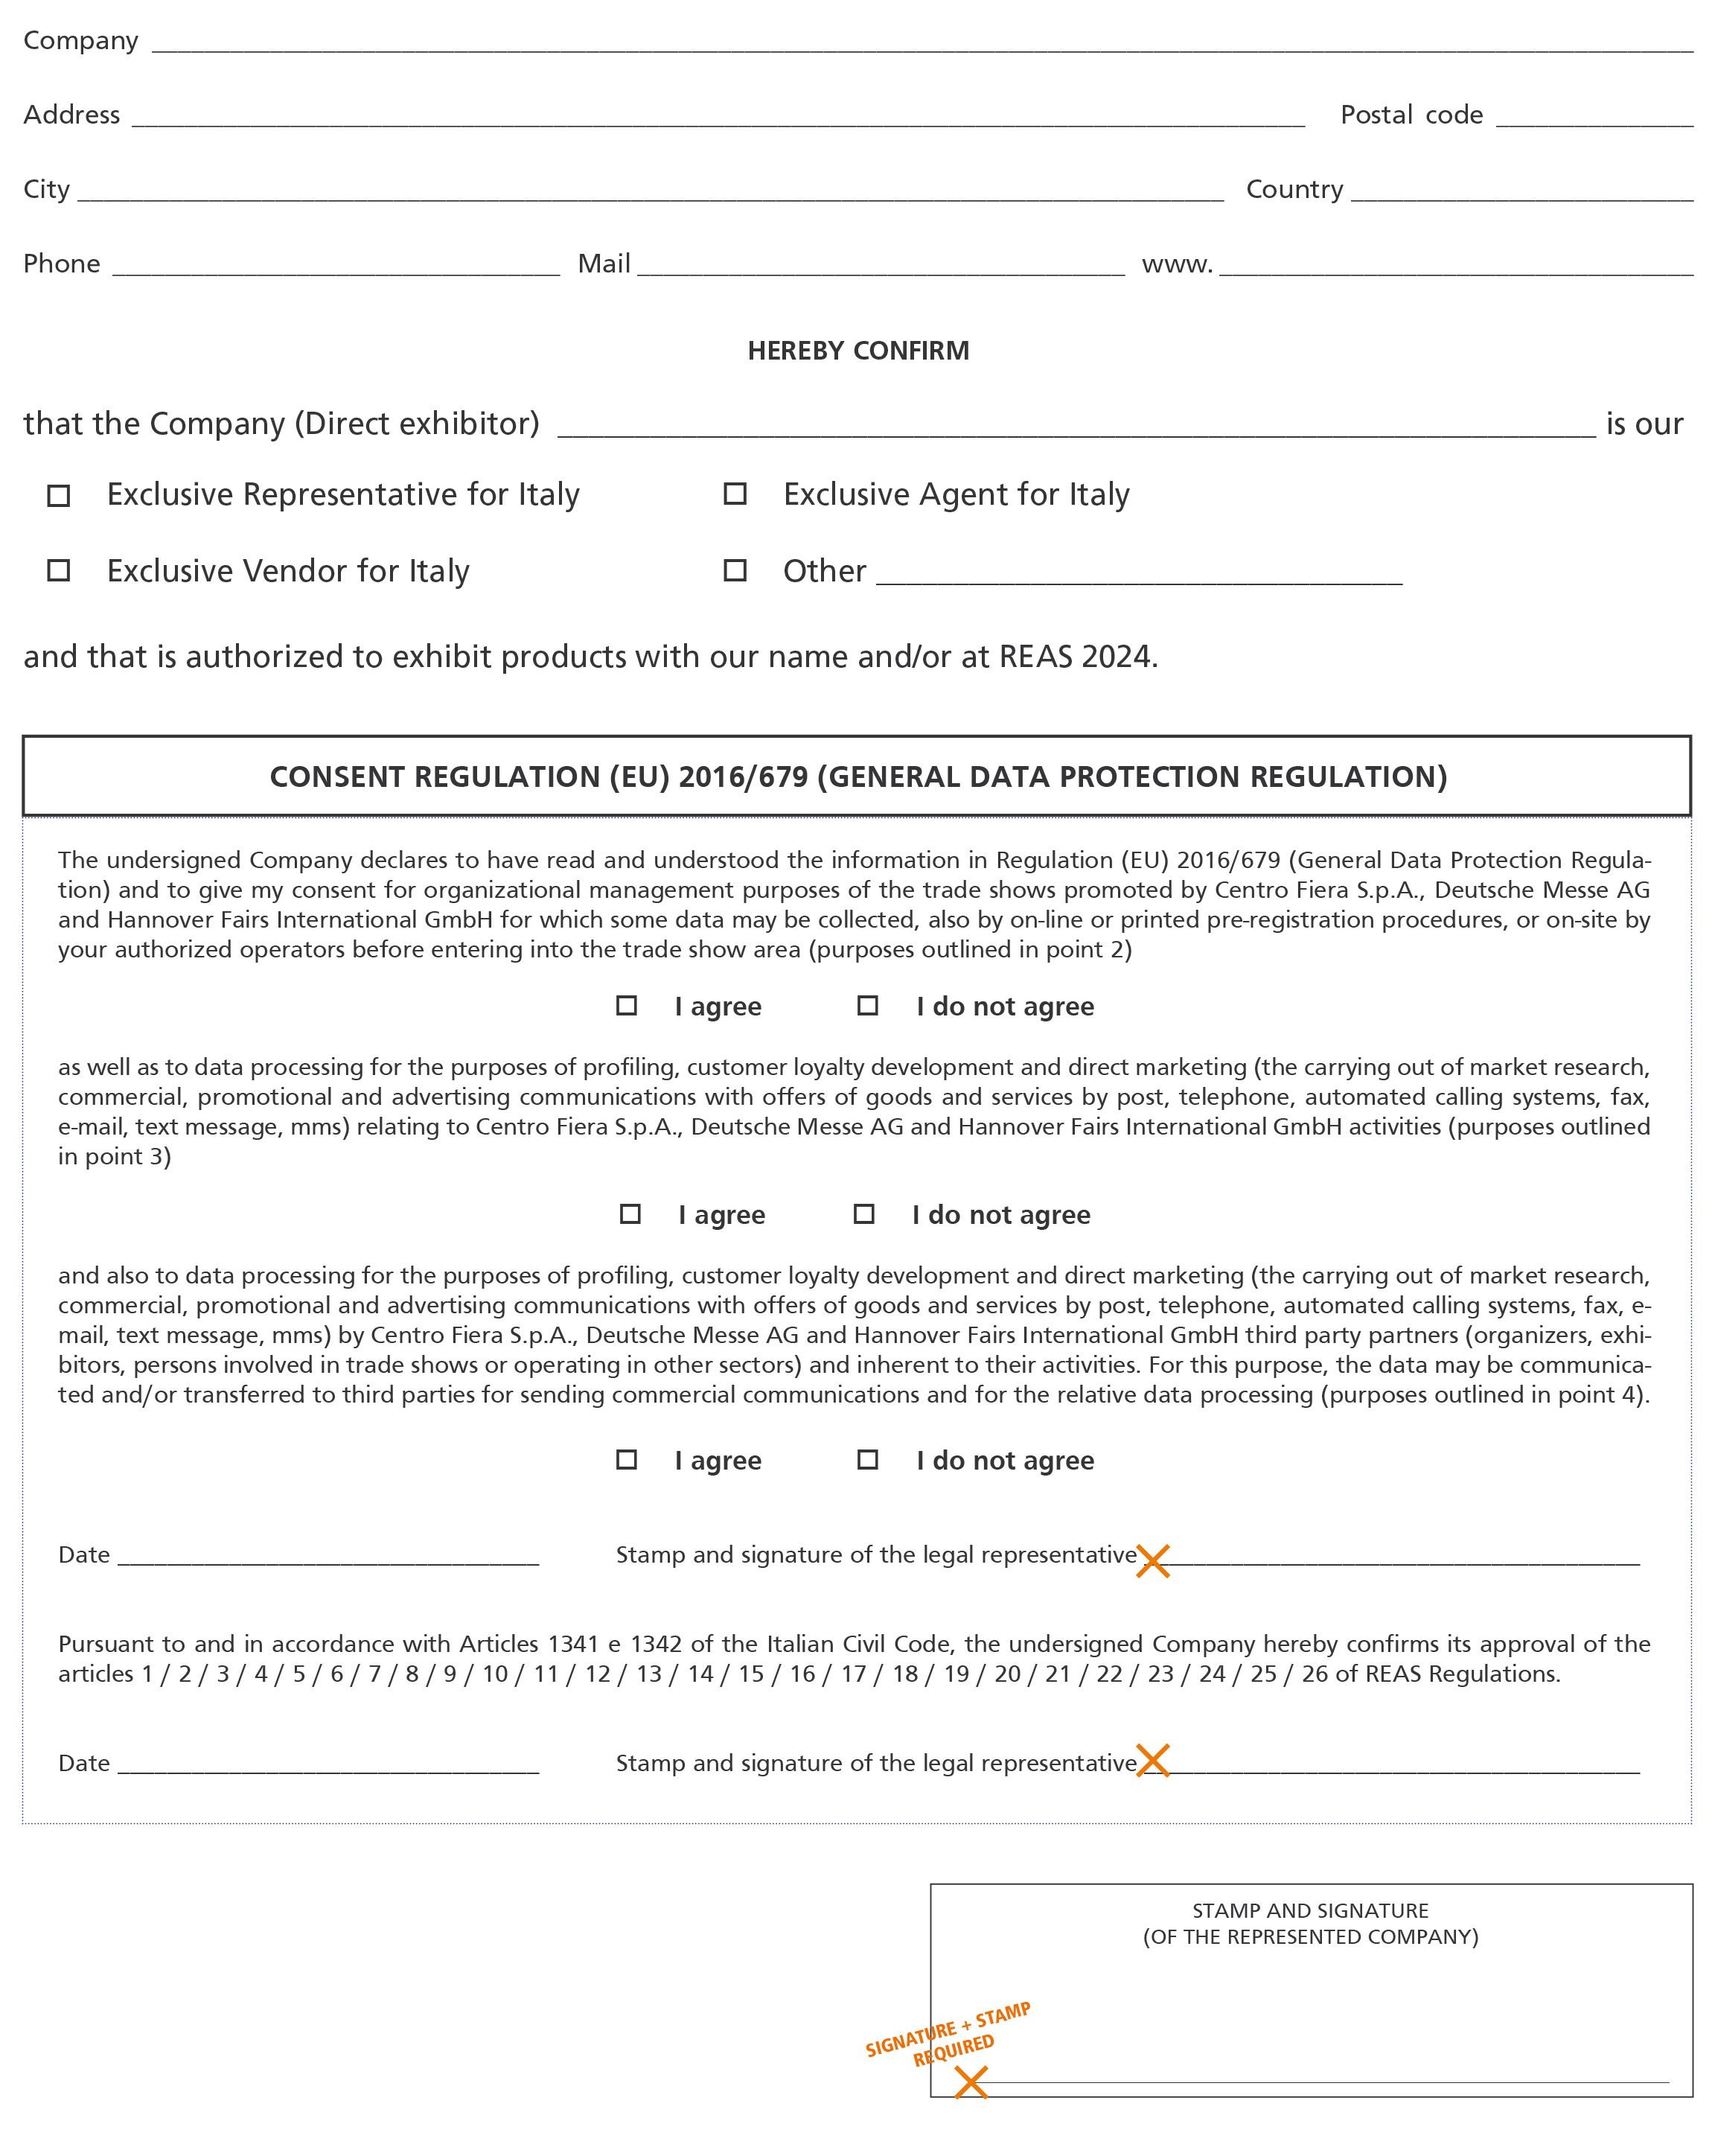 Company
Address Postal code
City Country
Phone Mail www.
HEREBY CONFIRM
that the Company (Direct exhibitor) is our
Exclusive Representative for Italy Exclusive Agent for Italy
Exclusive Vendor for Italy Other
and that is authorized to exhibit products with our name and/or at REAS 2024.
CONSENT REGULATION (EU) 2016/679 (GENERAL DATA PROTECTION REGULATION)
The undersigned Company declares to have read and understood the information in Regulation (EU) 2016/679 (General Data Protection Regula-
tion) and to give my consent for organizational management purposes of the trade shows promoted by Centro Fiera S.p.A., Deutsche Messe AG
and Hannover Fairs International GmbH for which some data may be collected, also by on-line or printed pre-registration procedures, or on-site by
your authorized operators before entering into the trade show area (purposes outlined in point 2)
I agree I do not agree
as well as to data processing for the purposes of profiling, customer loyalty development and direct marketing (the carrying out of market research,
commercial, promotional and advertising communications with offers of goods and services by post, telephone, automated calling systems, fax,
e-mail, text message, mms) relating to Centro Fiera S.p.A., Deutsche Messe AG and Hannover Fairs International GmbH activities (purposes outlined
in point 3)
I agree I do not agree
and also to data processing for the purposes of profiling, customer loyalty development and direct marketing (the carrying out of market research,
commercial, promotional and advertising communications with offers of goods and services by post, telephone, automated calling systems, fax, e-
mail, text message, mms) by Centro Fiera S.p.A., Deutsche Messe AG and Hannover Fairs International GmbH third party partners (organizers, exhi-
bitors, persons involved in trade shows or operating in other sectors) and inherent to their activities. For this purpose, the data may be communica-
ted and/or transferred to third parties for sending commercial communications and for the relative data processing (purposes outlined in point 4).
I agree I do not agree
Date Stamp and signature of the legal representative
Pursuant to and in accordance with Articles 1341 e 1342 of the Italian Civil Code, the undersigned Company hereby confirms its approval of the
articles 1 / 2 / 3 / 4 / 5 / 6 / 7 / 8 / 9 / 10 / 11 / 12 / 13 / 14 / 15 / 16 / 17 / 18 / 19 / 20 / 21 / 22 / 23 / 24 / 25 / 26 of REAS Regulations.
Date Stamp and signature of the legal representative
STAMP AND SIGNATURE
(OF THE REPRESENTED COMPANY)
SIGNATURE + STAMP
REQUIRED